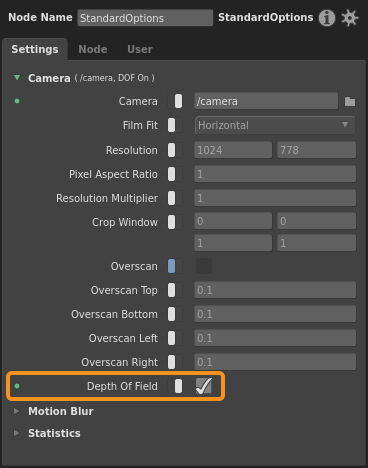 Node Name StandardOptions StandardOptions
Settings Node User
Camera ( /camera, DOF On )
Camera /camera
Film Fit Horizontal
Resolution 1024 778
Pixel Aspect Ratio 1
Resolution Multiplier 1
Crop Window 0 0
1 1
Overscan
Overscan Top 0.1
Overscan Bottom 0.1
Overscan Left 0.1
Overscan Right 0.1
Depth Of Field
Motion Blur
Statistics